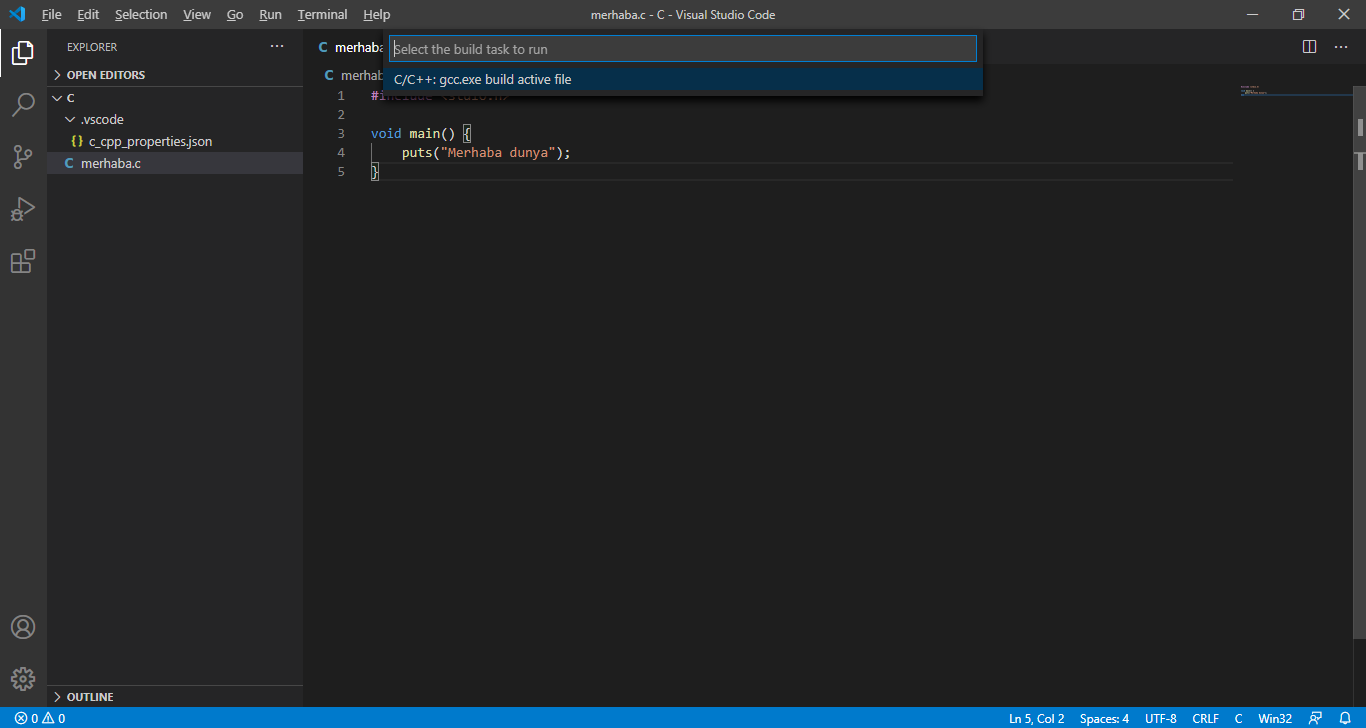 File Edit Selection View Go Run Terminal Help
merhaba.c - C - Visual Studio Code
EXPLORER
OPEN EDITORS
C
.vscode
{} c_cpp_properties.json
C merhaba.c
OUTLINE
C merhaba
Select the build task to run
C/C++: gcc.exe build active file
C merhab
1 #include <stdio.h>
2
3 void main() {
4 puts("Merhaba dunya");
5 }
0 0
Ln 5, Col 2 Spaces: 4 UTF-8 CRLF C Win32